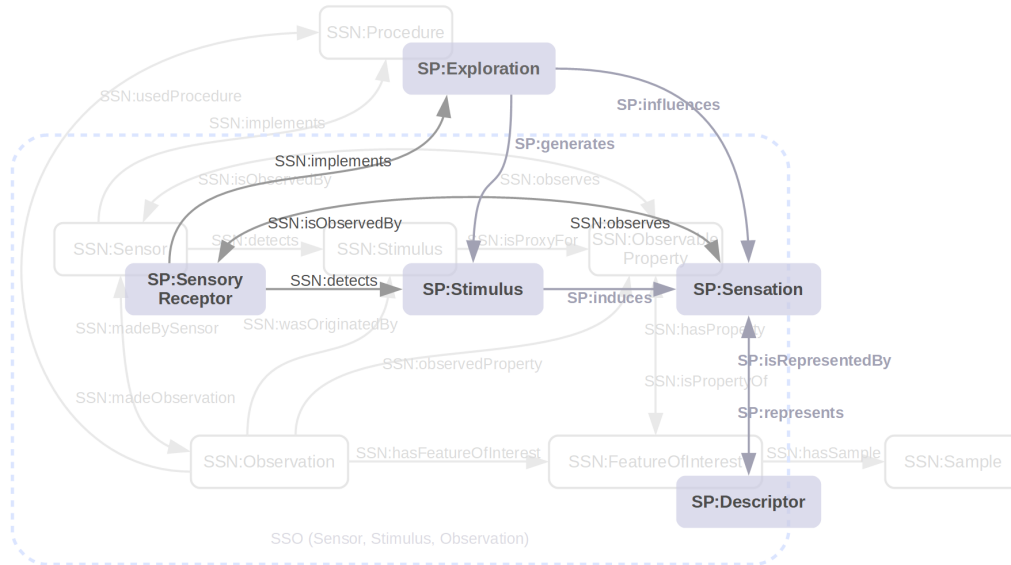 SSN:Procedure
SP:Exploration
SSN:usedProcedure
SP:influences
SSN:implements
SP:generates
SSN:implements
SSN:isObservedBy
SSN:observes
SSN:isObservedBy
SSN:observes
SSN:Sensor
SSN:detects
SSN:Stimulus
SSN:isProxyFor
SSN:Observable
Property
SP:Sensory
Receptor
SSN:detects
SP:Stimulus
SP:induces
SP:Sensation
SSN:madeBySensor
SSN:wasOriginatedBy
SSN:hasProperty
SSN:observedProperty
SP:isRepresentedBy
SSN:isPropertyOf
SSN:madeObservation
SP:represents
SSN:Observation
SSN:hasFeatureOfInterest
SSN:FeatureOfInterest
SSN:hasSample
SSN:Sample
SP:Descriptor
SSO (Sensor, Stimulus, Observation)